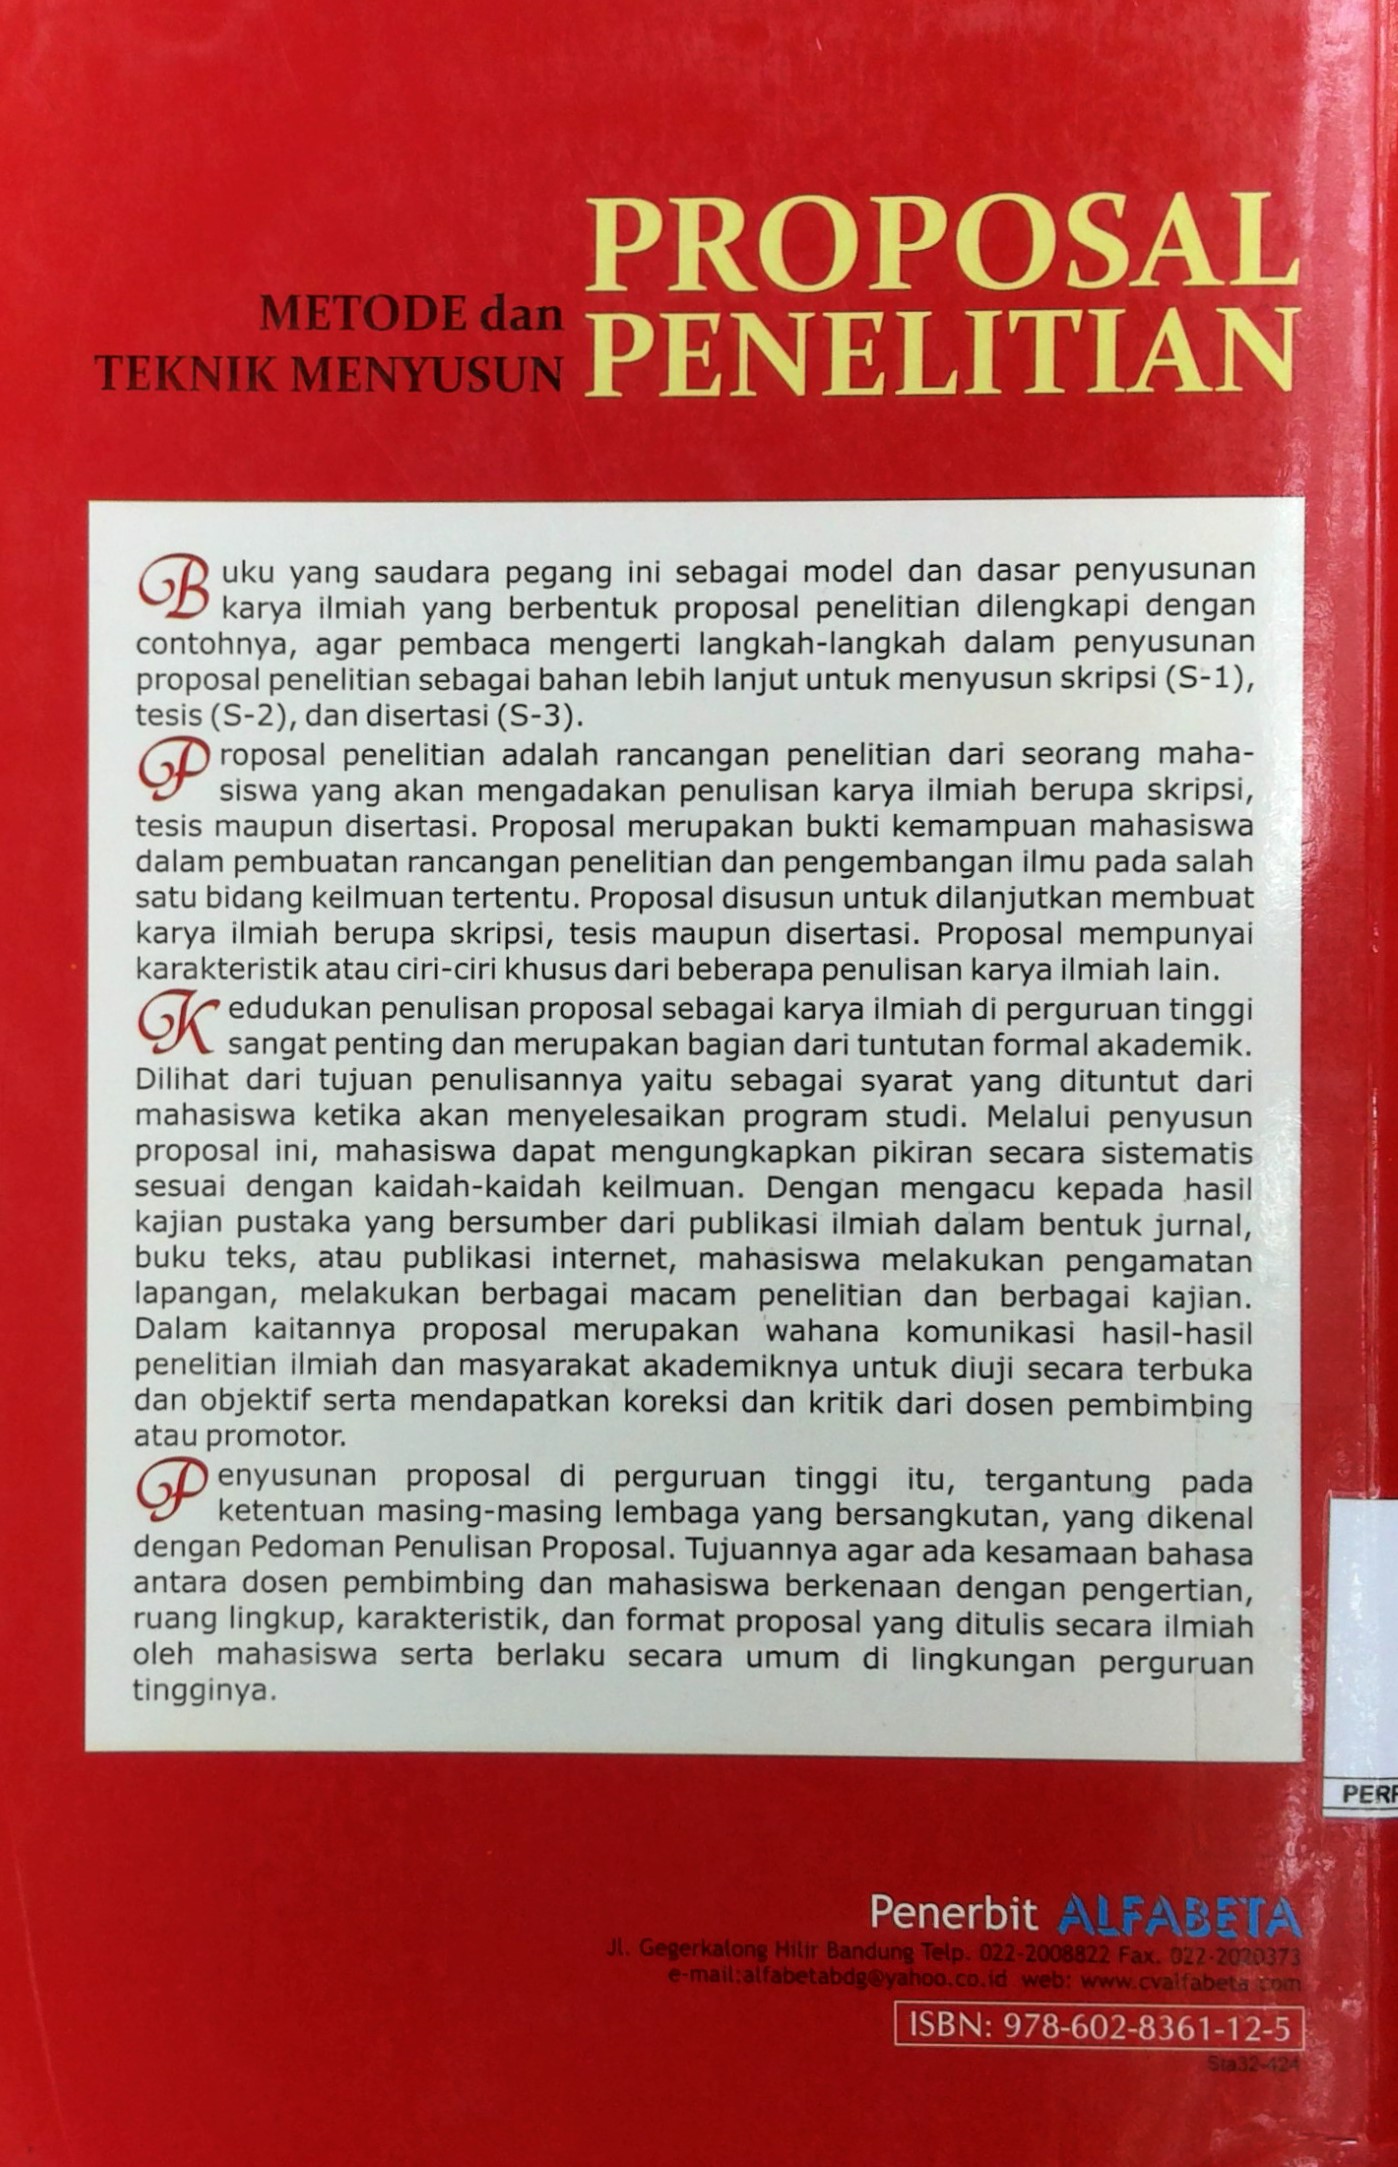 METODE dan
TEKNIK MENYUSUN
PROPOSAL
PENELITIAN
Buku yang saudara pegang ini sebagai model dan dasar penyusunan
karya ilmiah yang berbentuk proposal penelitian dilengkapi dengan
contohnya, agar pembaca mengerti langkah-langkah dalam penyusunan
proposal penelitian sebagai bahan lebih lanjut untuk menyusun skripsi (S-1),
tesis (S-2), dan disertasi (S-3).
Proposal penelitian adalah rancangan penelitian dari seorang maha-
siswa yang akan mengadakan penulisan karya ilmiah berupa skripsi,
tesis maupun disertasi. Proposal merupakan bukti kemampuan mahasiswa
dalam pembuatan rancangan penelitian dan pengembangan ilmu pada salah
satu bidang keilmuan tertentu. Proposal disusun untuk dilanjutkan membuat
karya ilmiah berupa skripsi, tesis maupun disertasi. Proposal mempunyai
karakteristik atau ciri-ciri khusus dari beberapa penulisan karya ilmiah lain.
Kedudukan penulisan proposal sebagai karya ilmiah di perguruan tinggi
sangat penting dan merupakan bagian dari tuntutan formal akademik.
Dilihat dari tujuan penulisannya yaitu sebagai syarat yang dituntut dari
mahasiswa ketika akan menyelesaikan program studi. Melalui penyusun
proposal ini, mahasiswa dapat mengungkapkan pikiran secara sistematis
sesuai dengan kaidah-kaidah keilmuan. Dengan mengacu kepada hasil
kajian pustaka yang bersumber dari publikasi ilmiah dalam bentuk jurnal,
buku teks, atau publikasi internet, mahasiswa melakukan pengamatan
lapangan, melakukan berbagai macam penelitian dan berbagai kajian.
Dalam kaitannya proposal merupakan wahana komunikasi hasil-hasil
penelitian ilmiah dan masyarakat akademiknya untuk diuji secara terbuka
dan objektif serta mendapatkan koreksi dan kritik dari dosen pembimbing
atau promotor.
Penyusunan proposal di perguruan tinggi itu, tergantung pada
ketentuan masing-masing lembaga yang bersangkutan, yang dikenal
dengan Pedoman Penulisan Proposal. Tujuannya agar ada kesamaan bahasa
antara dosen pembimbing dan mahasiswa berkenaan dengan pengertian,
ruang lingkup, karakteristik, dan format proposal yang ditulis secara ilmiah
oleh mahasiswa serta berlaku secara umum di lingkungan perguruan
tingginya.
Penerbit ALFABETA
Jl. Gegerkalong Hilir Bandung Telp. 022-2008822 Fax. 022-2020373
e-mail:alfabetabdg@yahoo.co.id web: www.cvalfabeta.com
ISBN: 978-602-8361-12-5
Sta32-424